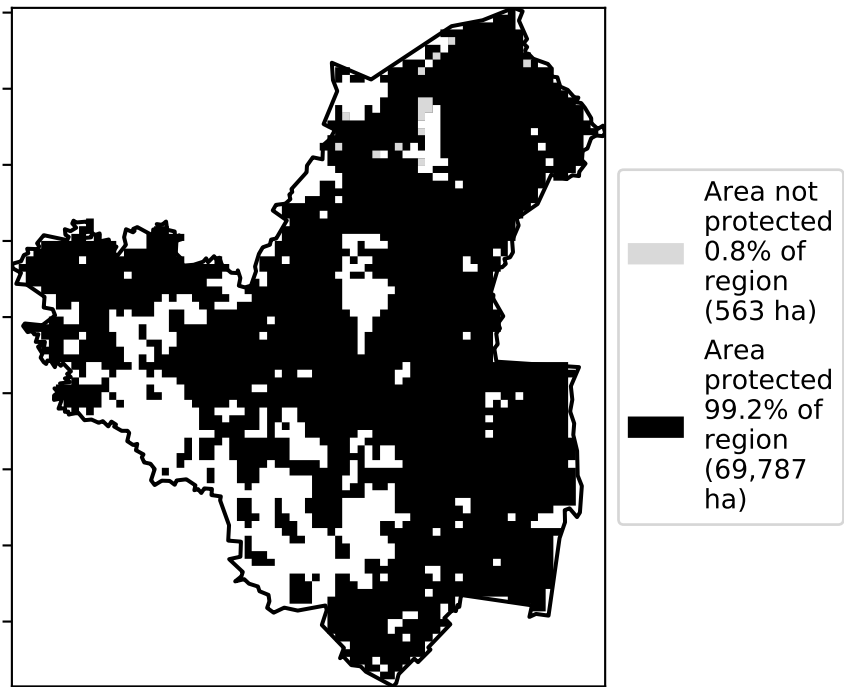 Area not
protected
0.8% of
region
(563 ha)
Area
protected
99.2% of
region
(69,787
ha)